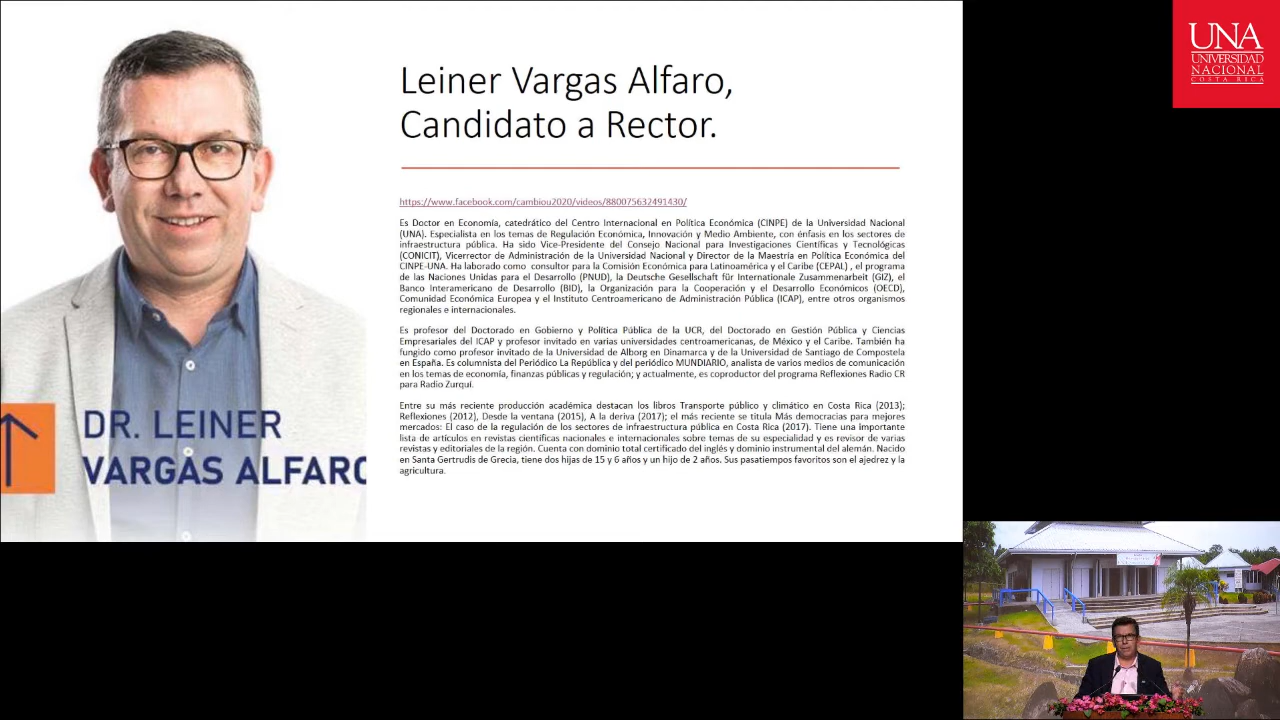 Leiner Vargas Alfaro,
Candidato a Rector.
https://www.facebook.com/cambiou2020/videos/880075632491430/
Es Doctor en Economía, catedrático del Centro Internacional en Política Económica (CINPE) de la Universidad Nacional
(UNA). Especialista en los temas de Regulación Económica, Innovación y Medio Ambiente, con énfasis en los sectores de
infraestructura pública. Ha sido Vice-Presidente del Consejo Nacional para Investigaciones Científicas y Tecnológicas
(CONICIT), Vicerrector de Administración de la Universidad Nacional y Director de la Maestría en Política Económica del
CINPE-UNA. Ha laborado como consultor para la Comisión Económica para Latinoamérica y el Caribe (CEPAL) , el programa
de las Naciones Unidas para el Desarrollo (PNUD), la Deutsche Gesellschaft für Internationale Zusammenarbeit (GIZ), el
Banco Interamericano de Desarrollo (BID), la Organización para la Cooperación y el Desarrollo Económicos (OECD),
Comunidad Económica Europea y el Instituto Centroamericano de Administración Pública (ICAP), entre otros organismos
regionales e internacionales.
Es profesor del Doctorado en Gobierno y Política Pública de la UCR, del Doctorado en Gestión Pública y Ciencias
Empresariales del ICAP y profesor invitado en varias universidades centroamericanas, de México y el Caribe. También ha
fungido como profesor invitado de la Universidad de Alborg en Dinamarca y de la Universidad de Santiago de Compostela
en España. Es columnista del Periódico La República y del periódico MUNDIARIO, analista de varios medios de comunicación
en los temas de economía, finanzas públicas y regulación; y actualmente, es coproductor del programa Reflexiones Radio CR
para Radio Zurquí.
Entre su más reciente producción académica destacan los libros Transporte público y climático en Costa Rica (2013);
Reflexiones (2012), Desde la ventana (2015), A la deriva (2017); el más reciente se titula Más democracias para mejores
mercados: El caso de la regulación de los sectores de infraestructura pública en Costa Rica (2017). Tiene una importante
lista de artículos en revistas científicas nacionales e internacionales sobre temas de su especialidad y es revisor de varias
revistas y editoriales de la región. Cuenta con dominio total certificado del inglés y dominio instrumental del alemán. Nacido
en Santa Gertrudis de Grecia, tiene dos hijas de 15 y 6 años y un hijo de 2 años. Sus pasatiempos favoritos son el ajedrez y la
agricultura.
DR. LEINER
VARGAS ALFARO
UNA
UNIVERSIDAD
NACIONAL
COSTA RICA